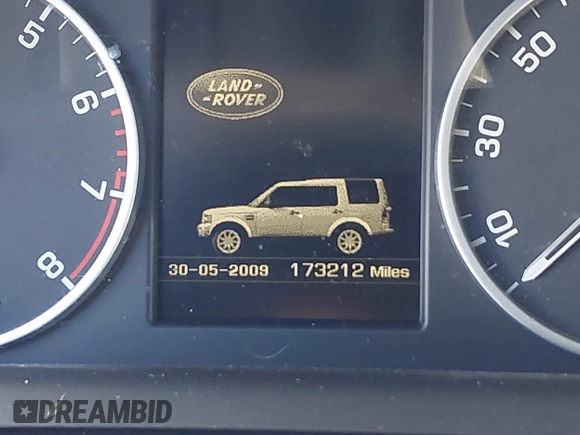 5
6
7
8
LAND-
-ROVER
50
30
10
30-05-2009 173212 Miles
DREAMBID